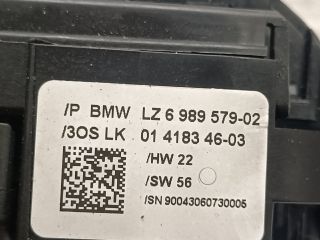 /P BMW LZ 6 989 579-02
/3OS LK 01 4183 46-03
/HW 22
/SW 56
/SN 90043060730005